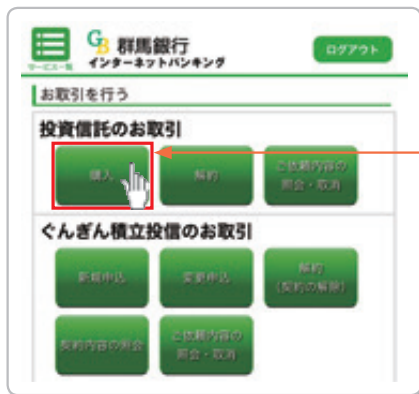 サービス一覧
GB 群馬銀行
インターネットバンキング
ログアウト
お取引を行う
投資信託のお取引
購入
解約
ご依頼内容の
照会・取消
ぐんぎん積立投信のお取引
新規申込
変更申込
解約
(契約の解除)
契約内容の照会
ご依頼内容の
照会・取消